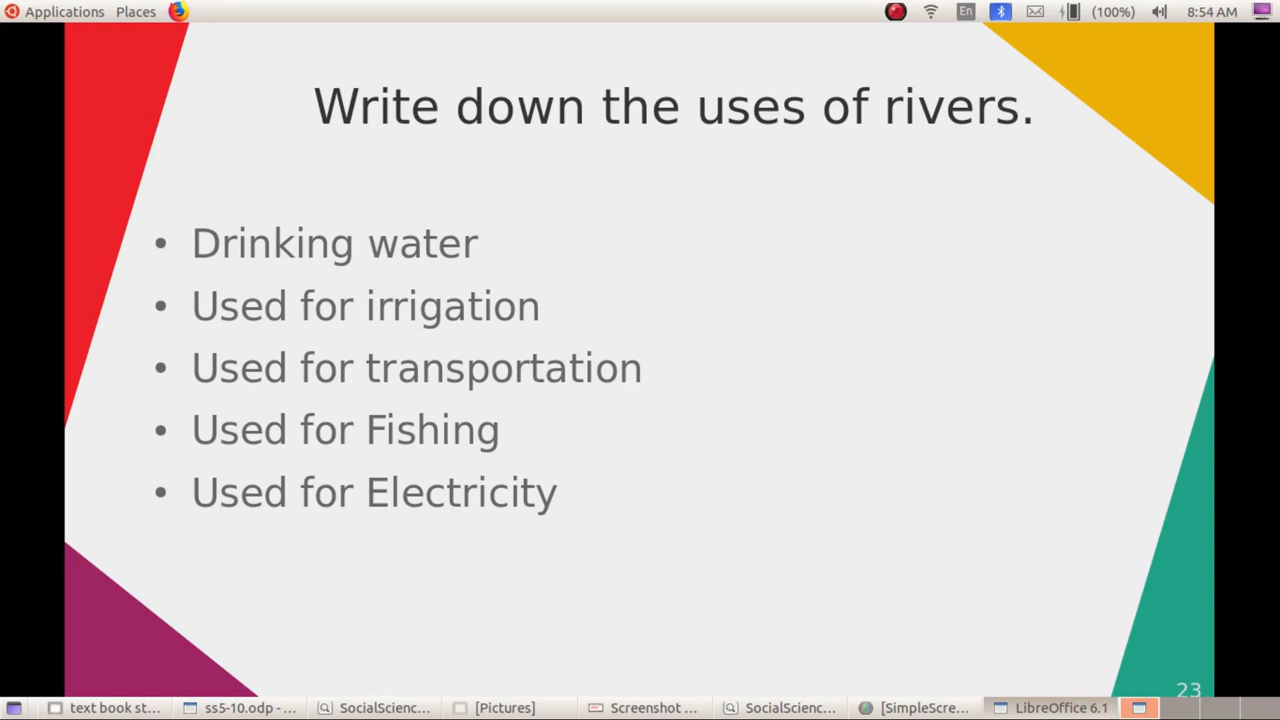 Applications Places En (100%) 8:54 AM
Write down the uses of rivers.
• Drinking water
• Used for irrigation
• Used for transportation
• Used for Fishing
• Used for Electricity
23
text book st... ss5-10.odp - ... SocialScienc... [Pictures] Screenshot ... SocialScienc... [SimpleScre... LibreOffice 6.1